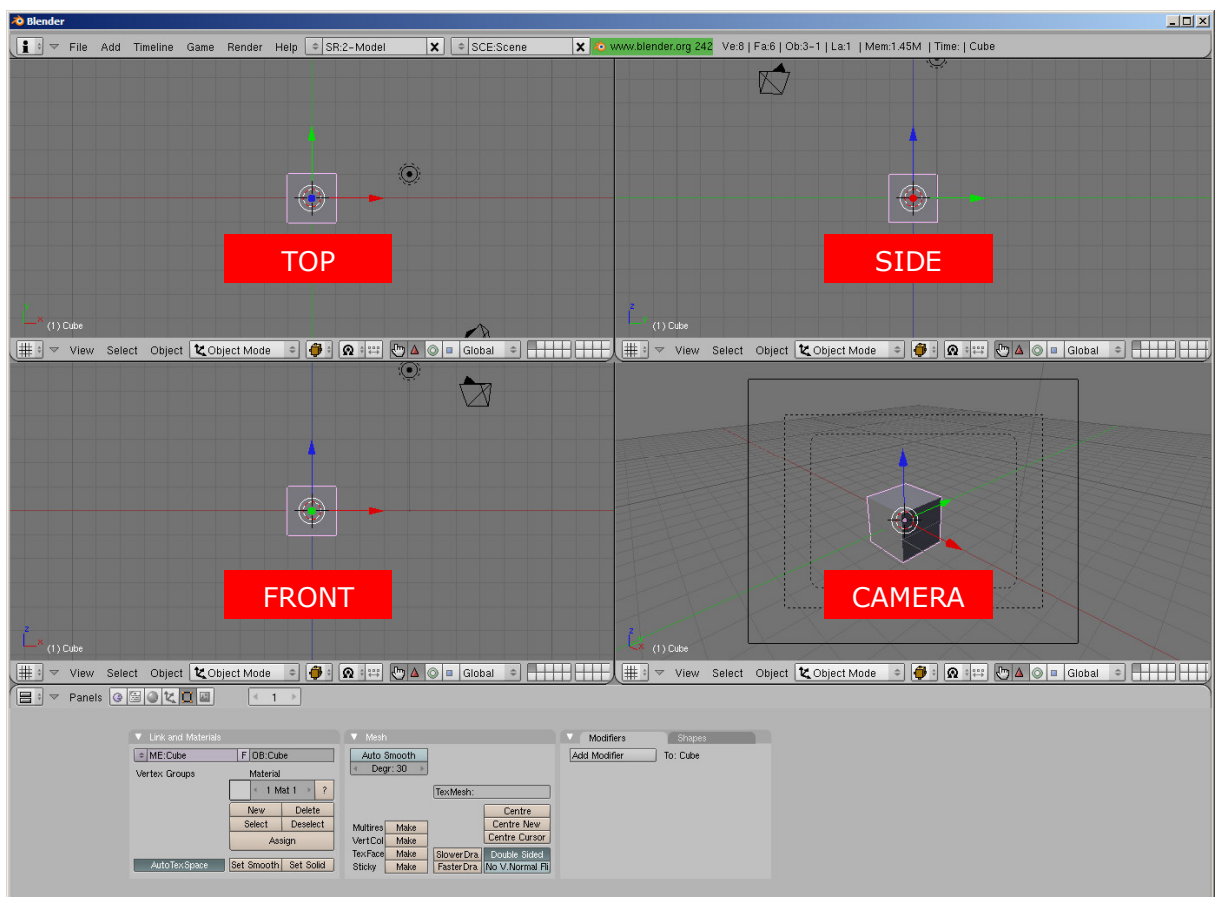 Blender
File Add Timeline Game Render Help SR:2-Model X SCE:Scene X www.blender.org 242 Ve:8 | Fa:6 | Ob:3-1 | La:1 | Mem:1.45M | Time: | Cube
TOP
SIDE
Y X (1) Cube
Z Y (1) Cube
View Select Object Object Mode Global
View Select Object Object Mode Global
FRONT
CAMERA
Z X (1) Cube
Z X (1) Cube
View Select Object Object Mode Global
View Select Object Object Mode Global
Panels 1
Link and Materials
ME:Cube F OB:Cube
Vertex Groups Material
1 Mat 1 ?
New Delete
Select Deselect
Assign
AutoTexSpace Set Smooth Set Solid
Mesh
Auto Smooth
Degr: 30
TexMesh:
Centre
Multires Make Centre New
VertCol Make Centre Cursor
TexFace Make SlowerDra Double Sided
Sticky Make FasterDra No V.Normal Fli
Modifiers Shapes
Add Modifier To: Cube